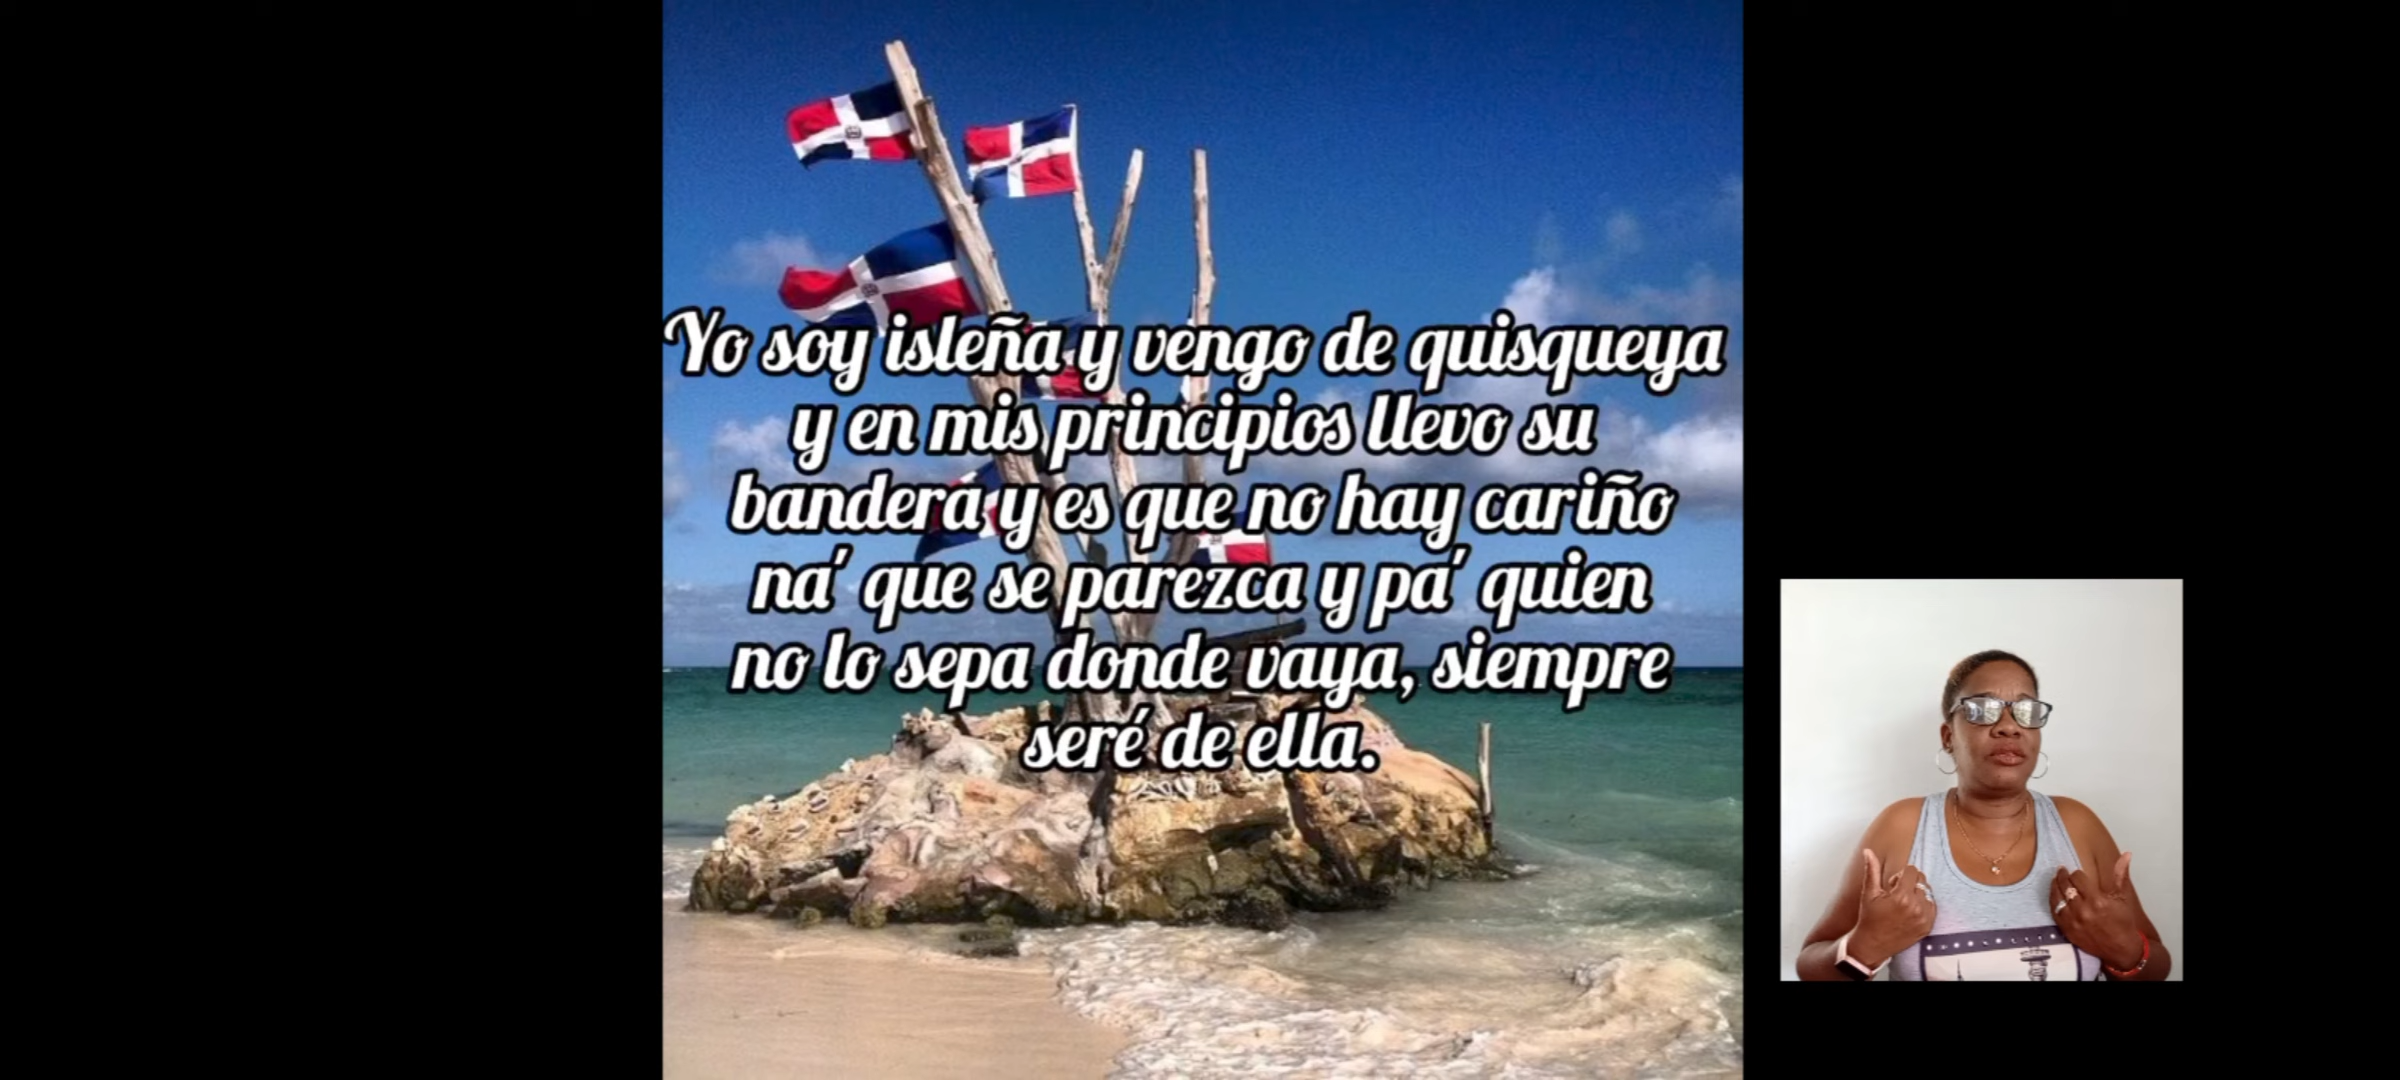 Yo soy isleña y vengo de quisqueya
y en mis principios llevo su
bandera y es que no hay cariño
na' que se parezca y pa' quien
no lo sepa donde vaya, siempre
seré de ella.